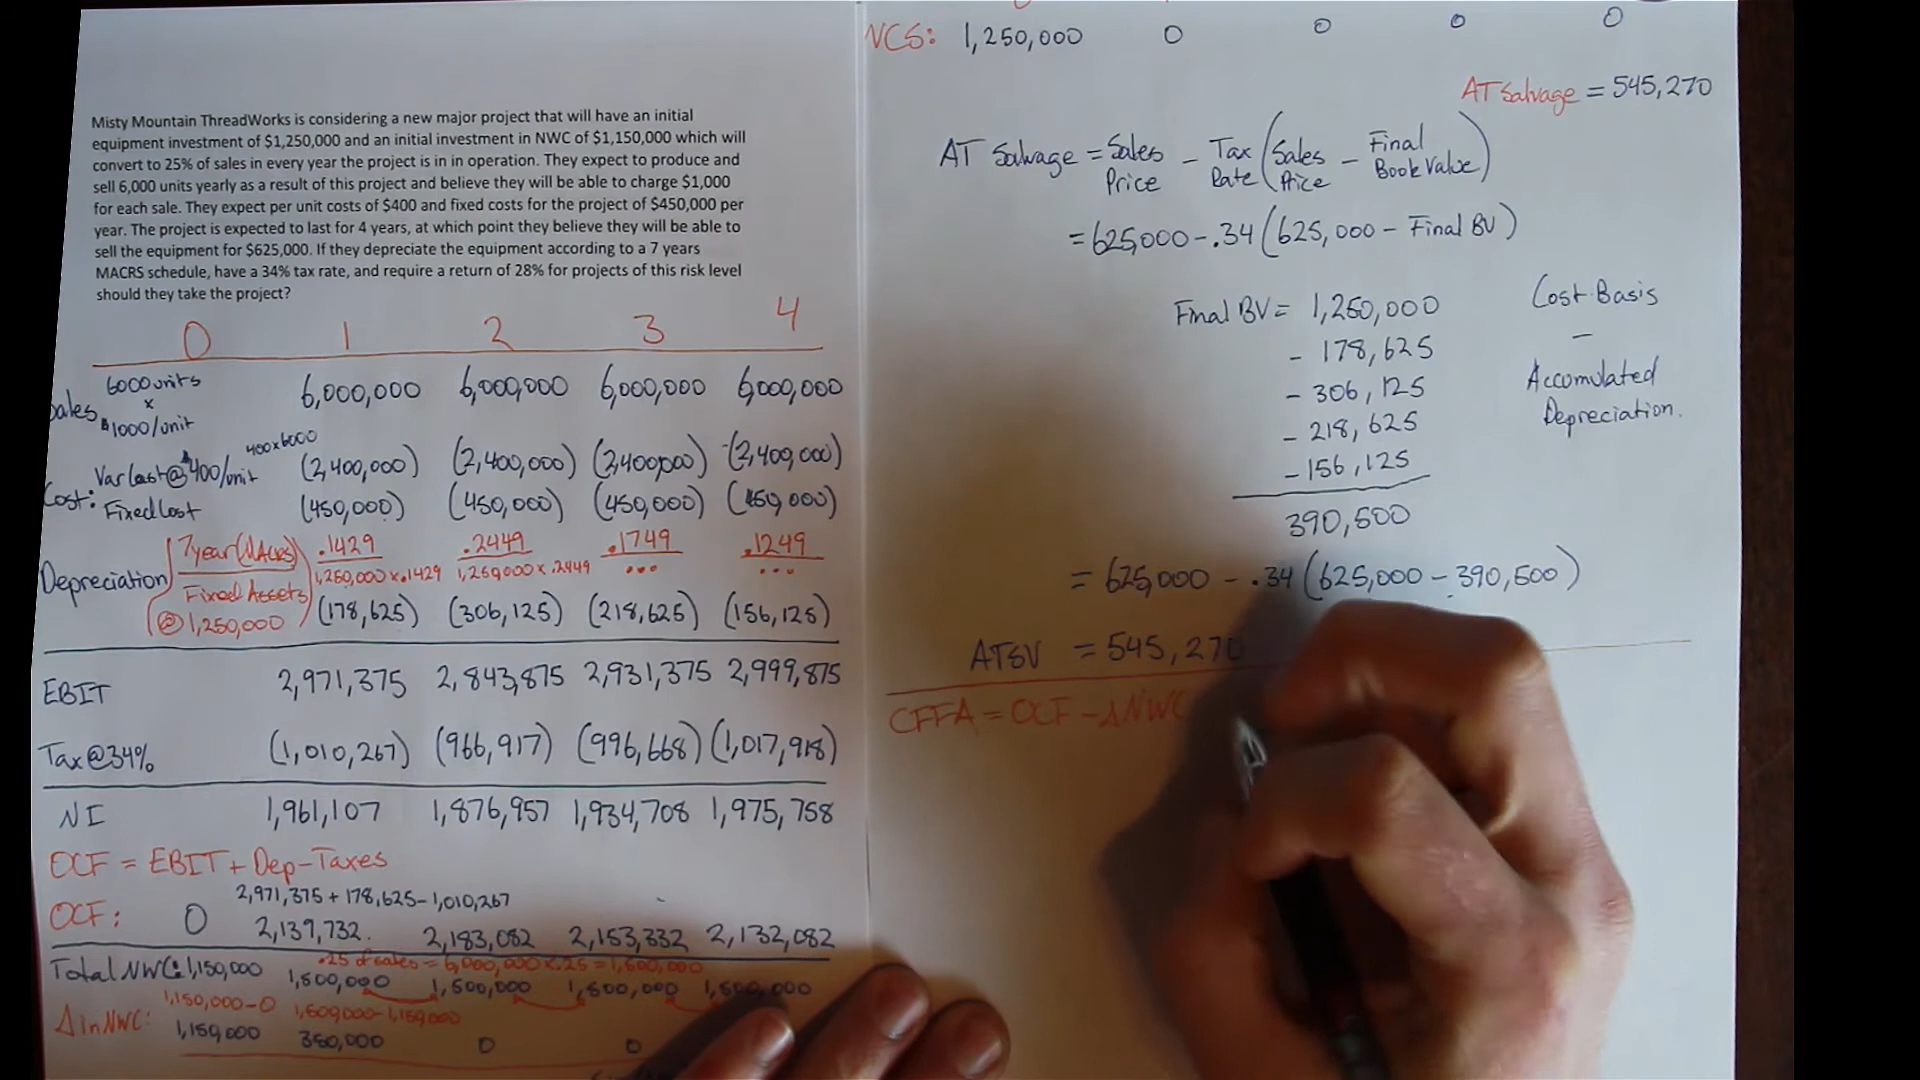 Misty Mountain ThreadWorks is considering a new major project that will have an initial
equipment investment of $1,250,000 and an initial investment in NWC of $1,150,000 which will
convert to 25% of sales in every year the project is in in operation. They expect to produce and
sell 6,000 units yearly as a result of this project and believe they will be able to charge $1,000
for each sale. They expect per unit costs of $400 and fixed costs for the project of $450,000 per
year. The project is expected to last for 4 years, at which point they believe they will be able to
sell the equipment for $625,000. If they depreciate the equipment according to a 7 years
MACRS schedule, have a 34% tax rate, and require a return of 28% for projects of this risk level
should they take the project?
0 1 2 3 4
6000 units
x
$1000/unit
Sales 6,000,000 6,000,000 6,000,000 6,000,000
400x6000
Var Cost @ $400/unit (2,400,000) (2,400,000) (2,400,000) (2,400,000)
Cost:
Fixed Cost (450,000) (450,000) (450,000) (450,000)
7 year (MACRS) .1429 .2449 .1749 .1249
Depreciation 1,250,000 x .1429 1,250,000 x .2449 ... ...
Fixed Assets
@ 1,250,000 (178,625) (306,125) (218,625) (156,125)
EBIT 2,971,375 2,843,875 2,931,375 2,999,875
Tax @ 34% (1,010,267) (966,917) (996,668) (1,017,918)
NI 1,961,107 1,876,957 1,934,708 1,975,758
OCF = EBIT + Dep - Taxes
2,971,375 + 178,625 - 1,010,267
OCF: 0 2,139,732. 2,183,082 2,153,332 2,132,082
.25 of sales = 6,000,000 x .25 = 1,500,000
Total NWC: 1,150,000 1,500,000 1,500,000 1,500,000 1,500,000
1,150,000-0 1,500,000-1,150,000
Δ in NWC: 1,150,000 350,000 0 0
NCS: 1,250,000 0 0 0 0
AT Salvage = 545,270
AT Salvage = Sales Price - Tax Rate (Sales Price - Final Book Value)
= 625,000 - .34 (625,000 - Final BV)
Final BV = 1,250,000 Cost Basis
- 178,625 -
- 306,125 Accomulated
- 218,625 Depreciation.
- 156,125
390,500
= 625,000 - .34 (625,000 - 390,500)
ATSV = 545,270
CFFA = OCF - ΔNWC